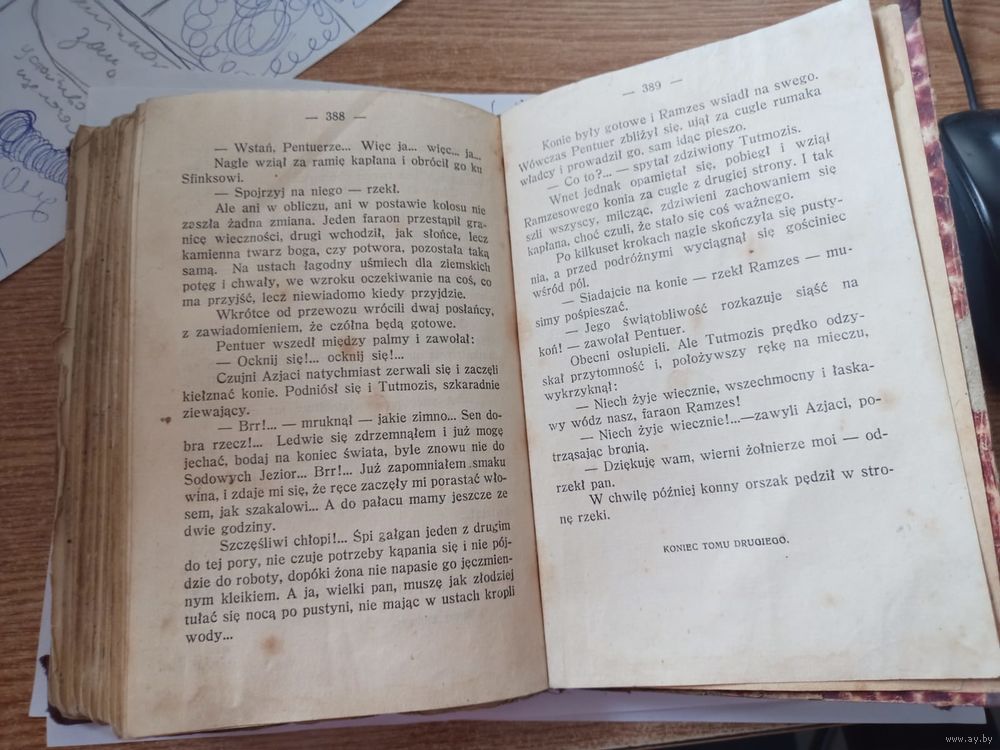 — 388 —
— Wstań, Pentuerze... Więc ja... więc... ja...
Nagle wziął za ramię kapłana i obrócił go ku
Sfinksowi.
— Spojrzyj na niego — rzekł.
Ale ani w obliczu, ani w postawie kolosu nie
zaszła żadna zmiana. Jeden faraon przestąpił gra-
nicę wieczności, drugi wchodził, jak słońce, lecz
kamienna twarz boga, czy potwora, pozostała taką
samą. Na ustach łagodny uśmiech dla ziemskich
potęg i chwały, we wzroku oczekiwanie na coś, co
ma przyjść, lecz niewiadomo kiedy przyjdzie.
Wkrótce od przewozu wrócili dwaj posłańcy,
z zawiadomieniem, że czółna będą gotowe.
Pentuer wszedł między palmy i zawołał:
— Ocknij się!... ocknij się!...
Czujni Azjaci natychmiast zerwali się i zaczęli
kiełznać konie. Podniósł się i Tutmozis, szkaradnie
ziewający.
— Brr!... — mruknął — jakie zimno... Sen do-
bra rzecz!... Ledwie się zdrzemnąłem i już mogę
jechać, bodaj na koniec świata, byle znowu nie do
Sodowych Jezior... Brr!... Już zapomniałem smaku
wina, i zdaje mi się, że ręce zaczęły mi porastać wło-
sem, jak szakalowi... A do pałacu mamy jeszcze ze
dwie godziny.
Szczęśliwi chłopi!... Śpi gałgan jeden z drugim
do tej pory, nie czuje potrzeby kąpania się i nie pój-
dzie do roboty, dopóki żona nie napasie go jęczmien-
nym kleikiem. A ja, wielki pan, muszę jak złodziej
tułać się nocą po pustyni, nie mając w ustach kropli
wody...
— 389 —
Konie były gotowe i Ramzes wsiadł na swego.
Wówczas Pentuer zbliżył się, ujął za cugle rumaka
władcy i prowadził go, sam idąc pieszo.
— Co to?... — spytał zdziwiony Tutmozis.
Wnet jednak opamiętał się, pobiegł i wziął
Ramzesowego konia za cugle z drugiej strony. I tak
szli wszyscy, milcząc, zdziwieni zachowaniem się
kapłana, choć czuli, że stało się coś ważnego.
Po kilkuset krokach nagle skończyła się pusty-
nia, a przed podróżnymi wyciągnął się gościniec
wśród pól.
— Siadajcie na konie — rzekł Ramzes — mu-
simy pośpieszać.
— Jego świątobliwość rozkazuje siąść na
koń! — zawołał Pentuer.
Obecni osłupieli. Ale Tutmozis prędko odzy-
skał przytomność i, położywszy rękę na mieczu,
wykrzyknął:
— Niech żyje wiecznie, wszechmocny i łaska-
wy wódz nasz, faraon Ramzes!
— Niech żyje wiecznie!...—zawyli Azjaci, po-
trząsając bronią.
— Dziękuję wam, wierni żołnierze moi — od-
rzekł pan.
W chwilę później konny orszak pędził w stro-
nę rzeki.
KONIEC TOMU DRUGIEGO.
www.ay.by